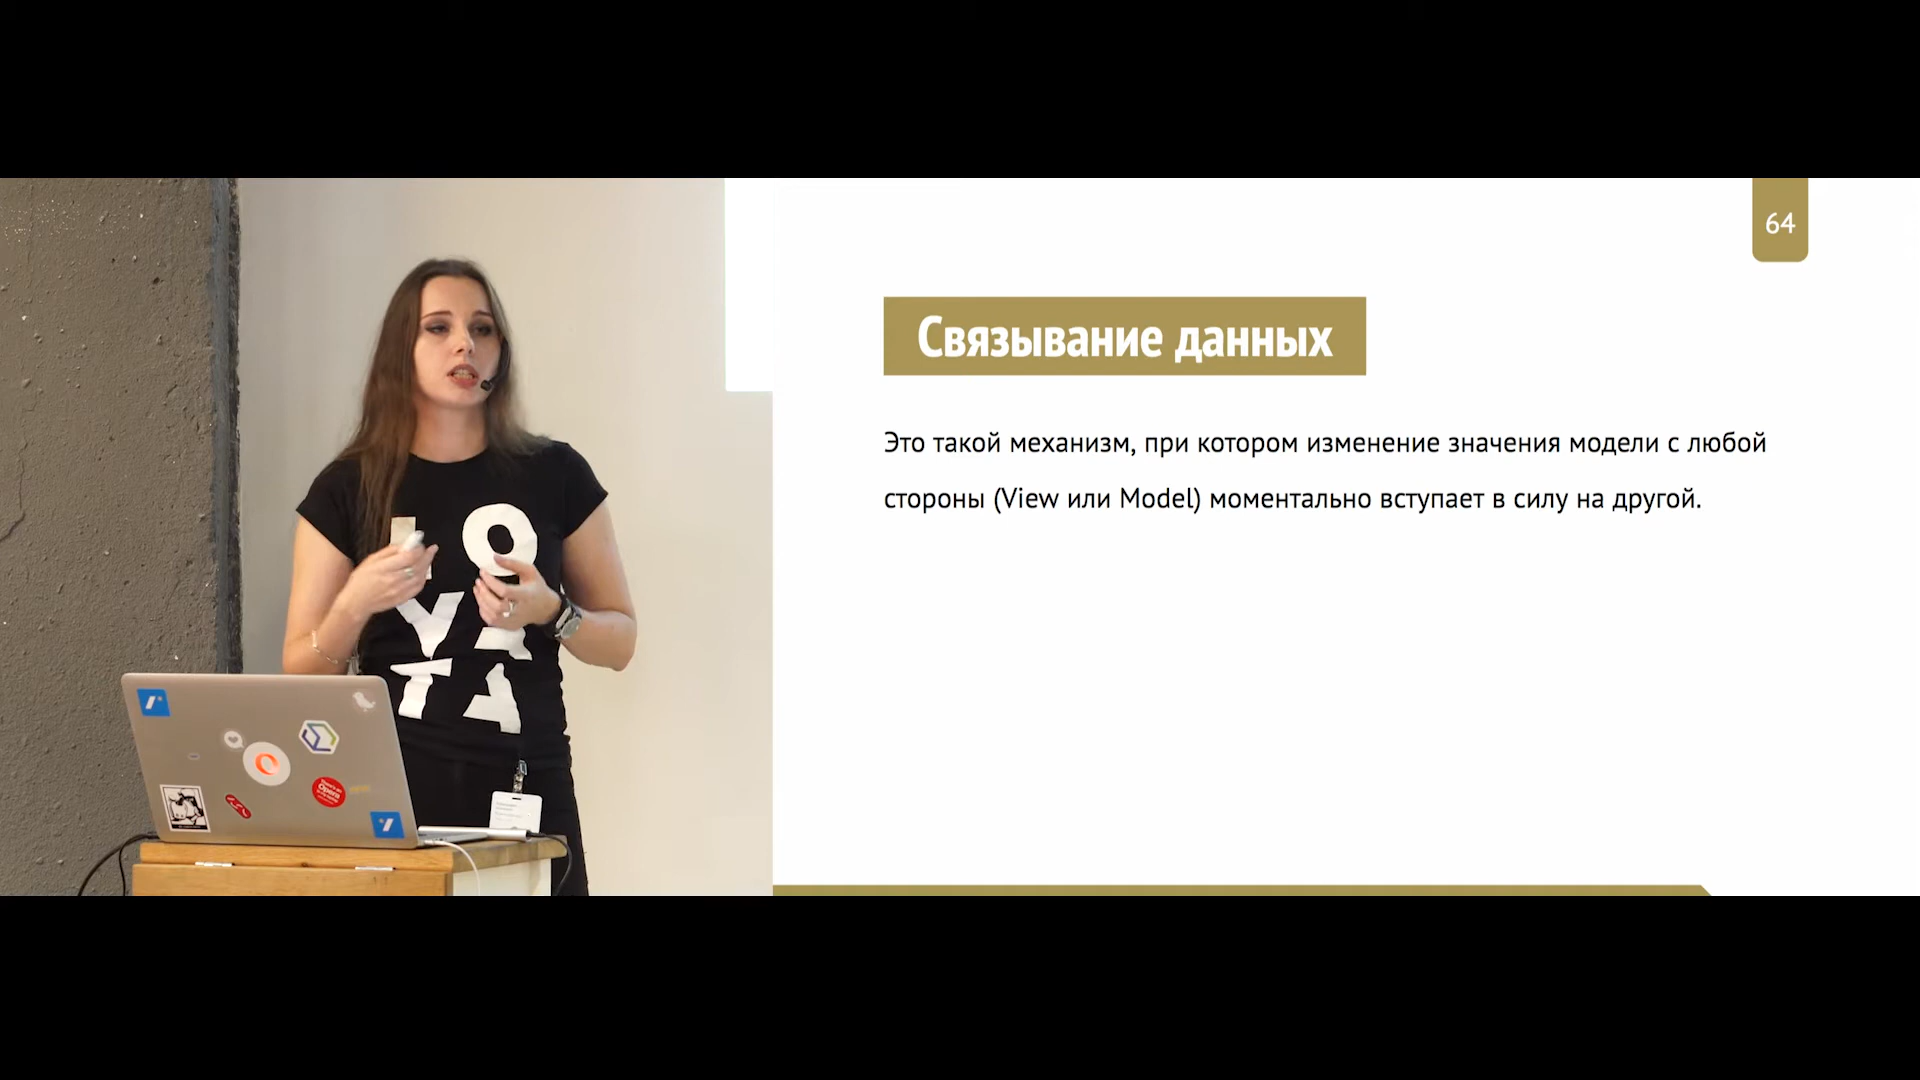 64
Связывание данных
Это такой механизм, при котором изменение значения модели с любой
стороны (View или Model) моментально вступает в силу на другой.
Opera